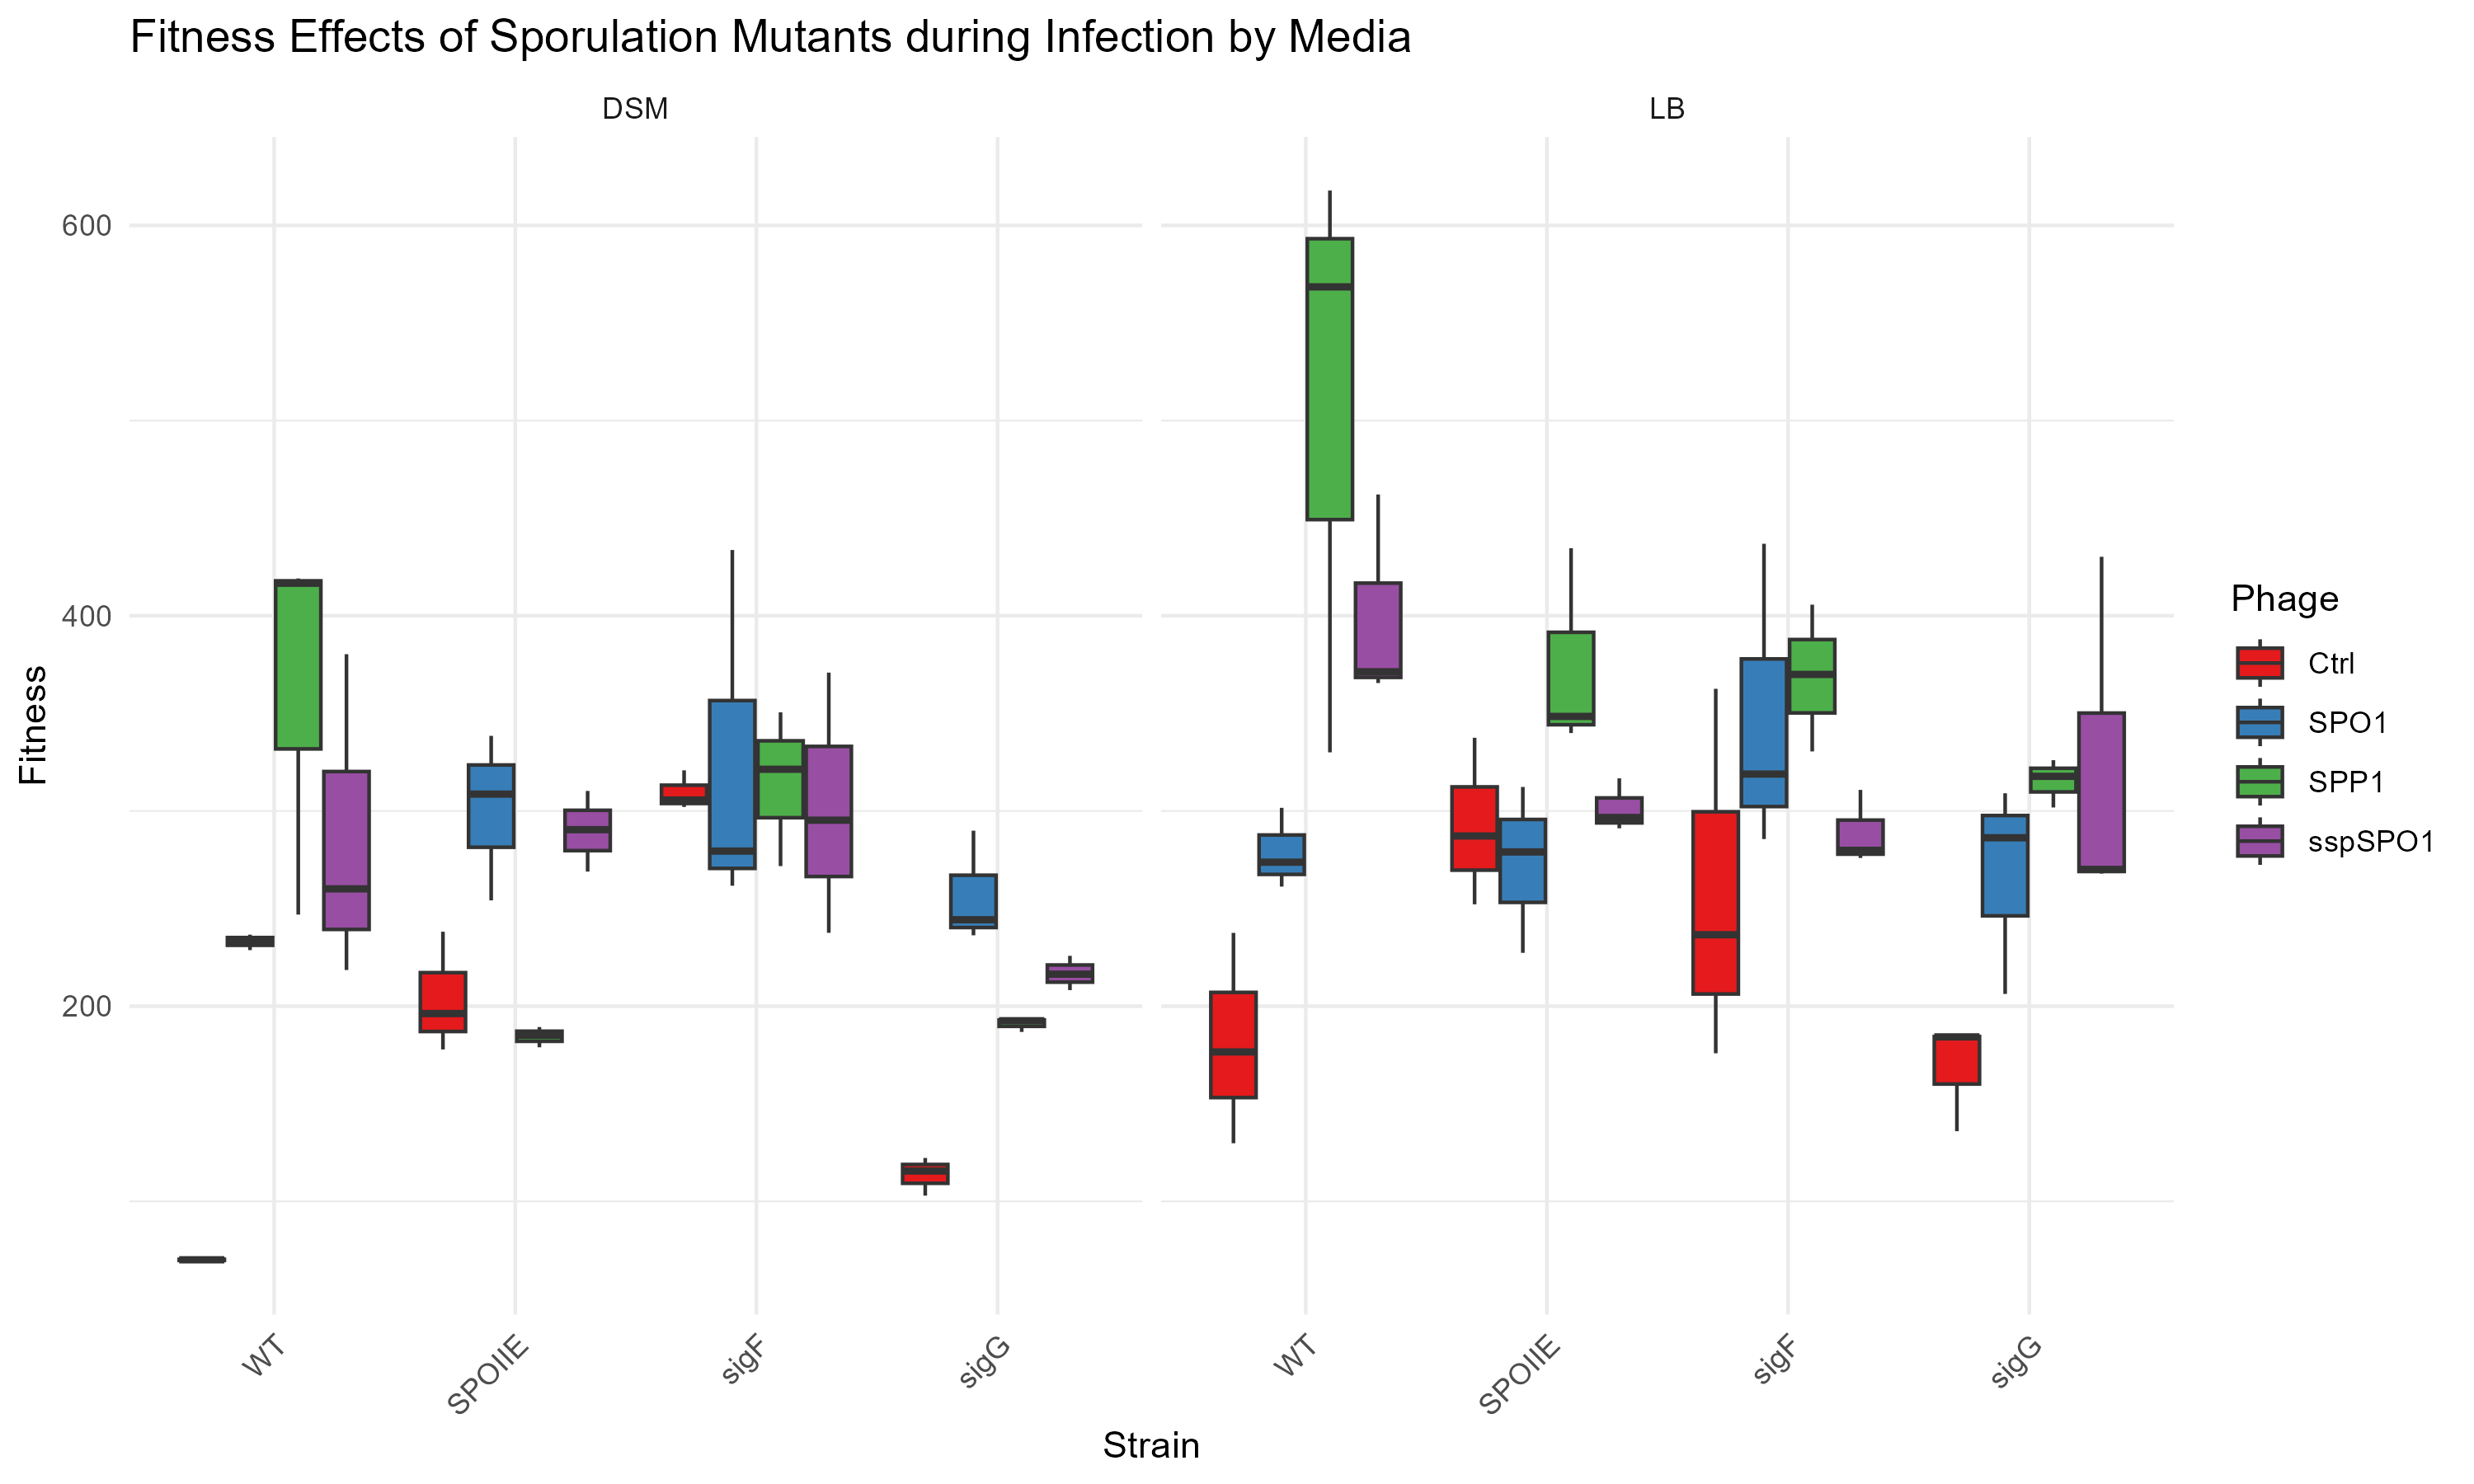 Fitness Effects of Sporulation Mutants during Infection by Media
DSM
LB
600
400
200
Fitness
WT
SPOIIE
sigF
sigG
WT
SPOIIE
sigF
sigG
Strain
Phage
Ctrl
SPO1
SPP1
sspSPO1